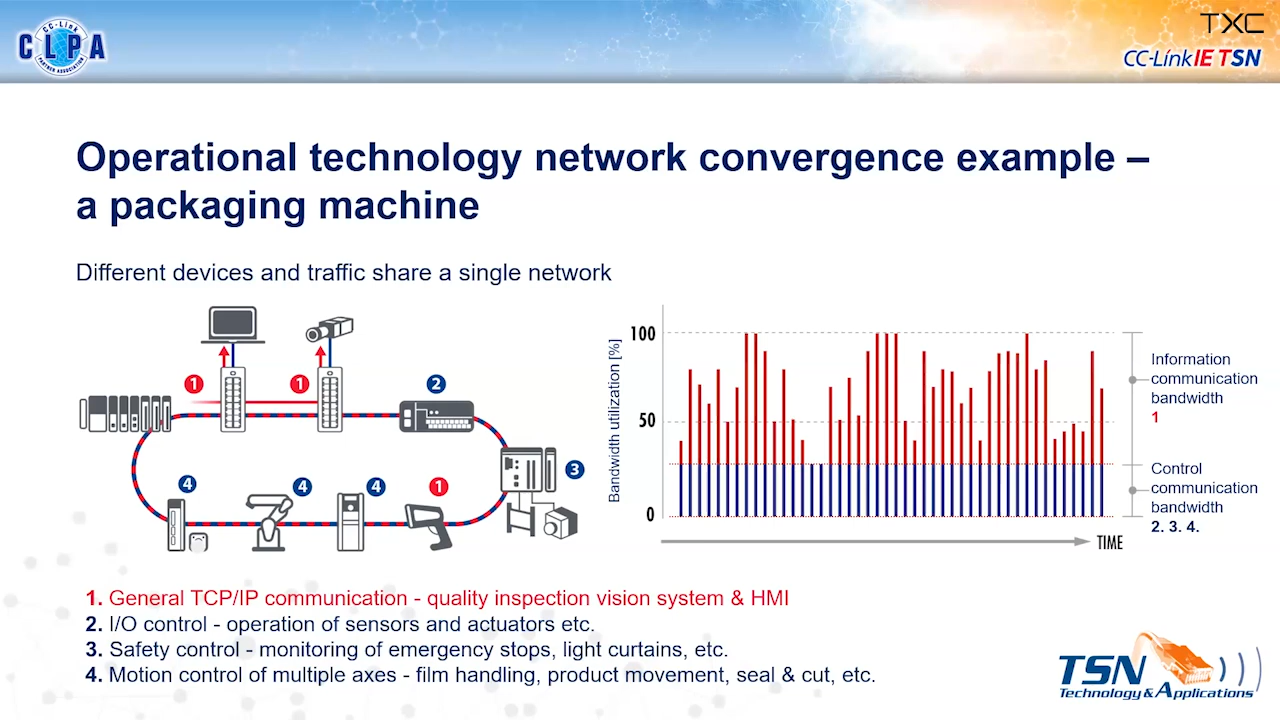 CC-Link
CLPA
PARTNER ASSOCIATION
TXC
CC-Link IE TSN
Operational technology network convergence example –
a packaging machine
Different devices and traffic share a single network
1
1
2
3
4
4
4
1
Bandwidth utilization [%]
100
50
0
TIME
Information
communication
bandwidth
1
Control
communication
bandwidth
2. 3. 4.
1. General TCP/IP communication - quality inspection vision system & HMI
2. I/O control - operation of sensors and actuators etc.
3. Safety control - monitoring of emergency stops, light curtains, etc.
4. Motion control of multiple axes - film handling, product movement, seal & cut, etc.
TSN
Technology & Applications